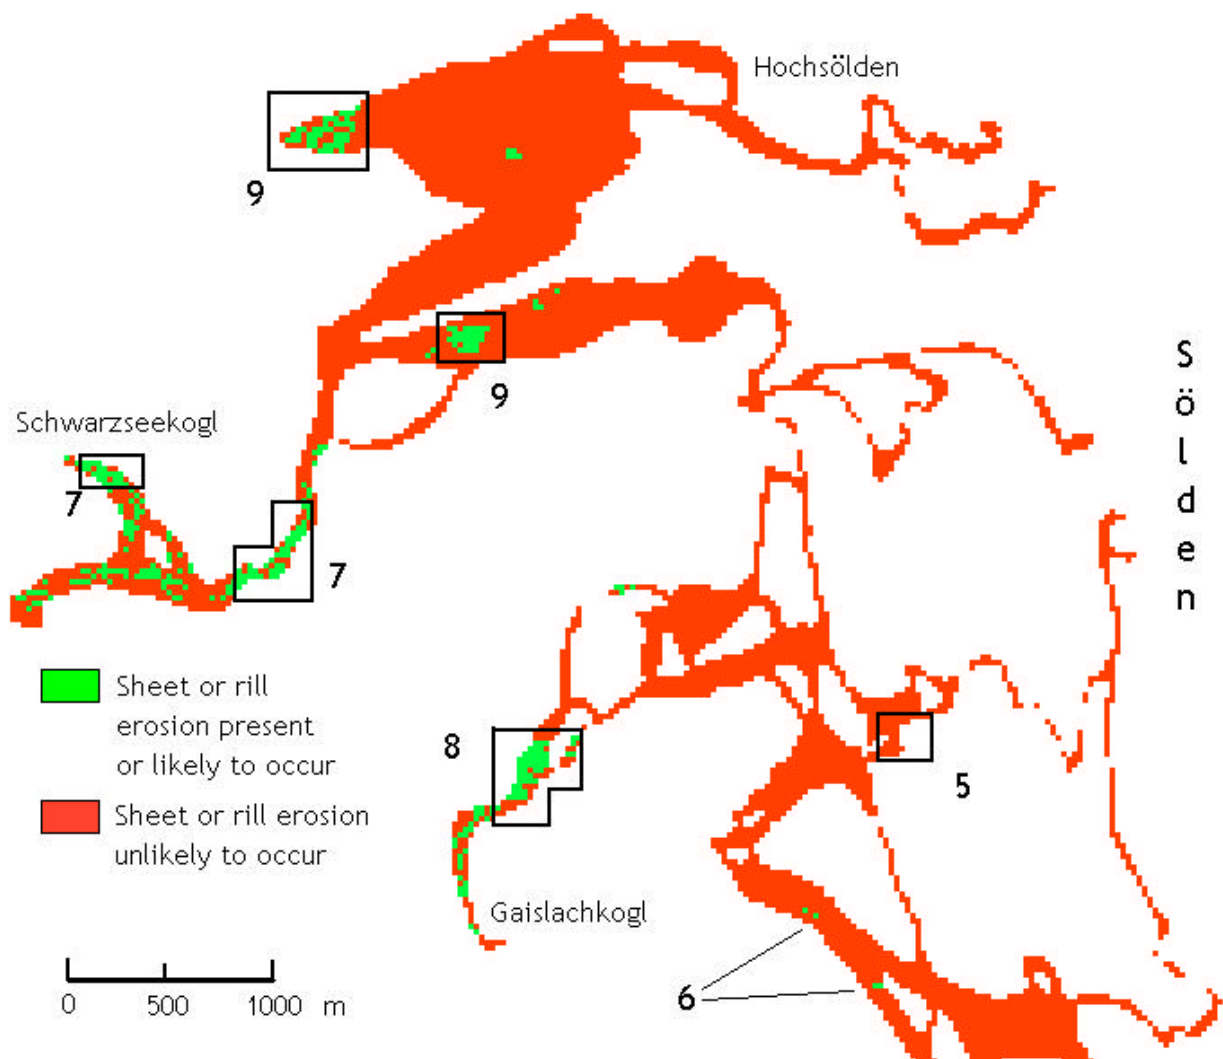 Hochsölden
9
9
Schwarzseekogl
7
7
Sölden
Sheet or rill
erosion present
or likely to occur
Sheet or rill erosion
unlikely to occur
8
5
Gaislachkogl
6
0 500 1000 m